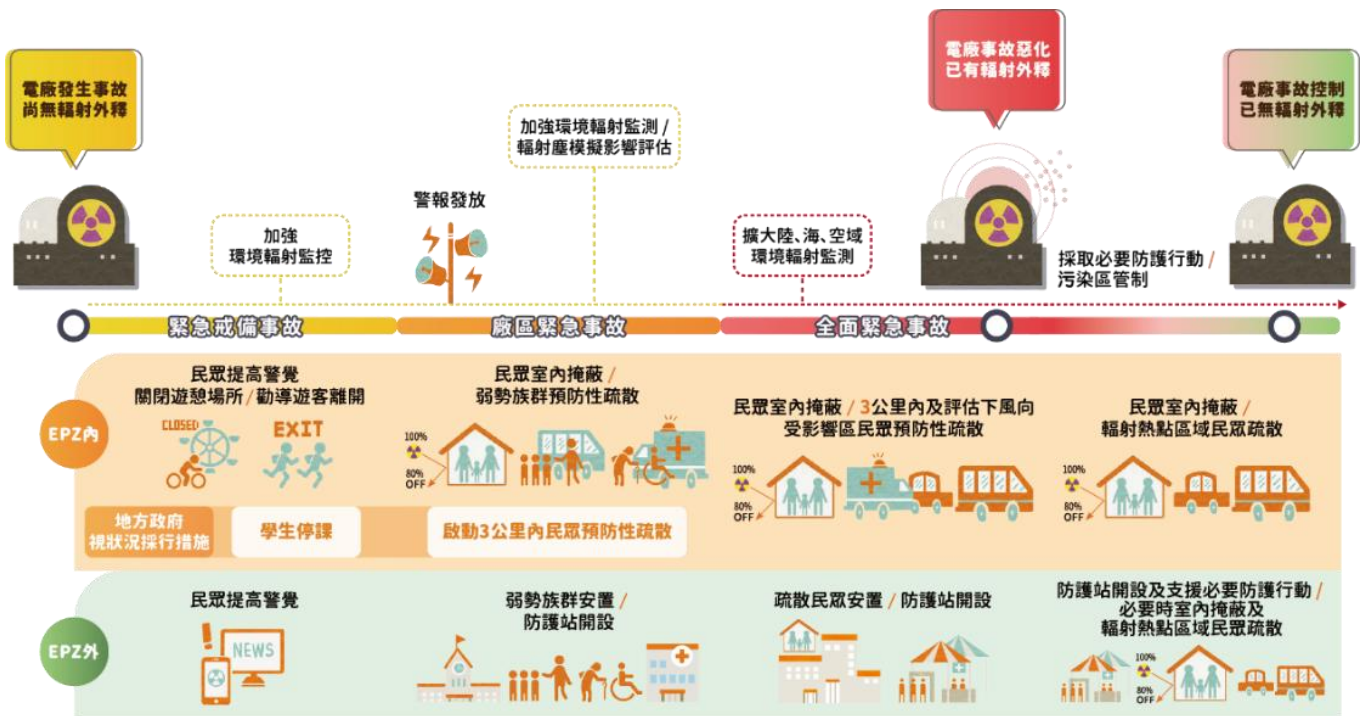 電廠發生事故
尚無輻射外釋
電廠事故惡化
已有輻射外釋
電廠事故控制
已無輻射外釋
加強
環境輻射監控
警報發放
加強環境輻射監測 /
輻射塵模擬影響評估
擴大陸、海、空域
環境輻射監測
採取必要防護行動 /
污染區管制
緊急戒備事故
廠區緊急事故
全面緊急事故
EPZ內
民眾提高警覺
關閉遊憩場所 / 勸導遊客離開
CLOSED
EXIT
民眾室內掩蔽 /
弱勢族群預防性疏散
100%
80%
OFF
民眾室內掩蔽 / 3公里內及評估下風向
受影響區民眾預防性疏散
100%
80%
OFF
民眾室內掩蔽 /
輻射熱點區域民眾疏散
100%
80%
OFF
地方政府
視狀況採行措施
學生停課
啟動3公里內民眾預防性疏散
EPZ外
民眾提高警覺
NEWS
弱勢族群安置 /
防護站開設
疏散民眾安置 / 防護站開設
防護站開設及支援必要防護行動 /
必要時室內掩蔽及
輻射熱點區域民眾疏散
100%
80%
OFF